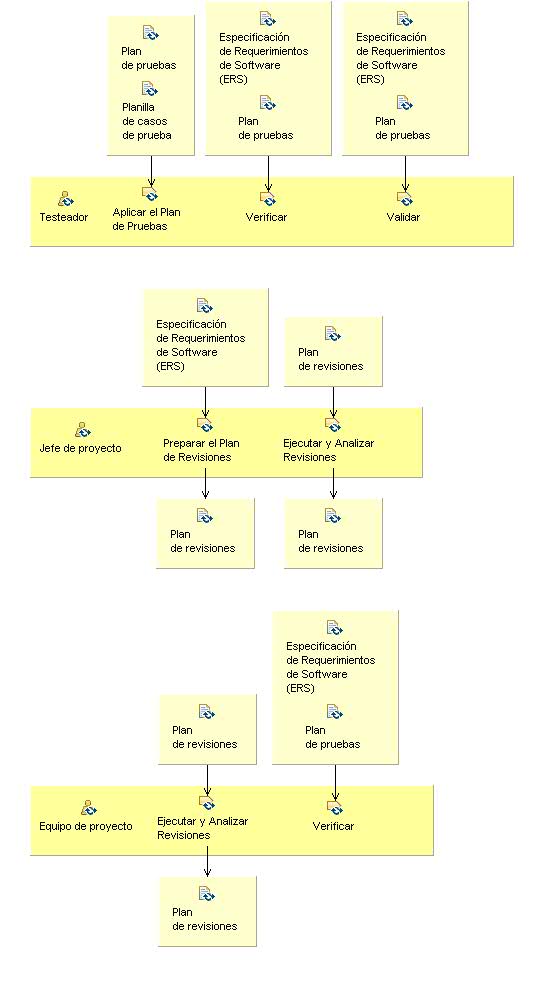 Plan
de pruebas
Planilla
de casos
de prueba
Especificación
de Requerimientos
de Software
(ERS)
Plan
de pruebas
Especificación
de Requerimientos
de Software
(ERS)
Plan
de pruebas
Testeador
Aplicar el Plan
de Pruebas
Verificar
Validar
Especificación
de Requerimientos
de Software
(ERS)
Plan
de revisiones
Jefe de proyecto
Preparar el Plan
de Revisiones
Ejecutar y Analizar
Revisiones
Plan
de revisiones
Plan
de revisiones
Plan
de revisiones
Especificación
de Requerimientos
de Software
(ERS)
Plan
de pruebas
Equipo de proyecto
Ejecutar y Analizar
Revisiones
Verificar
Plan
de revisiones